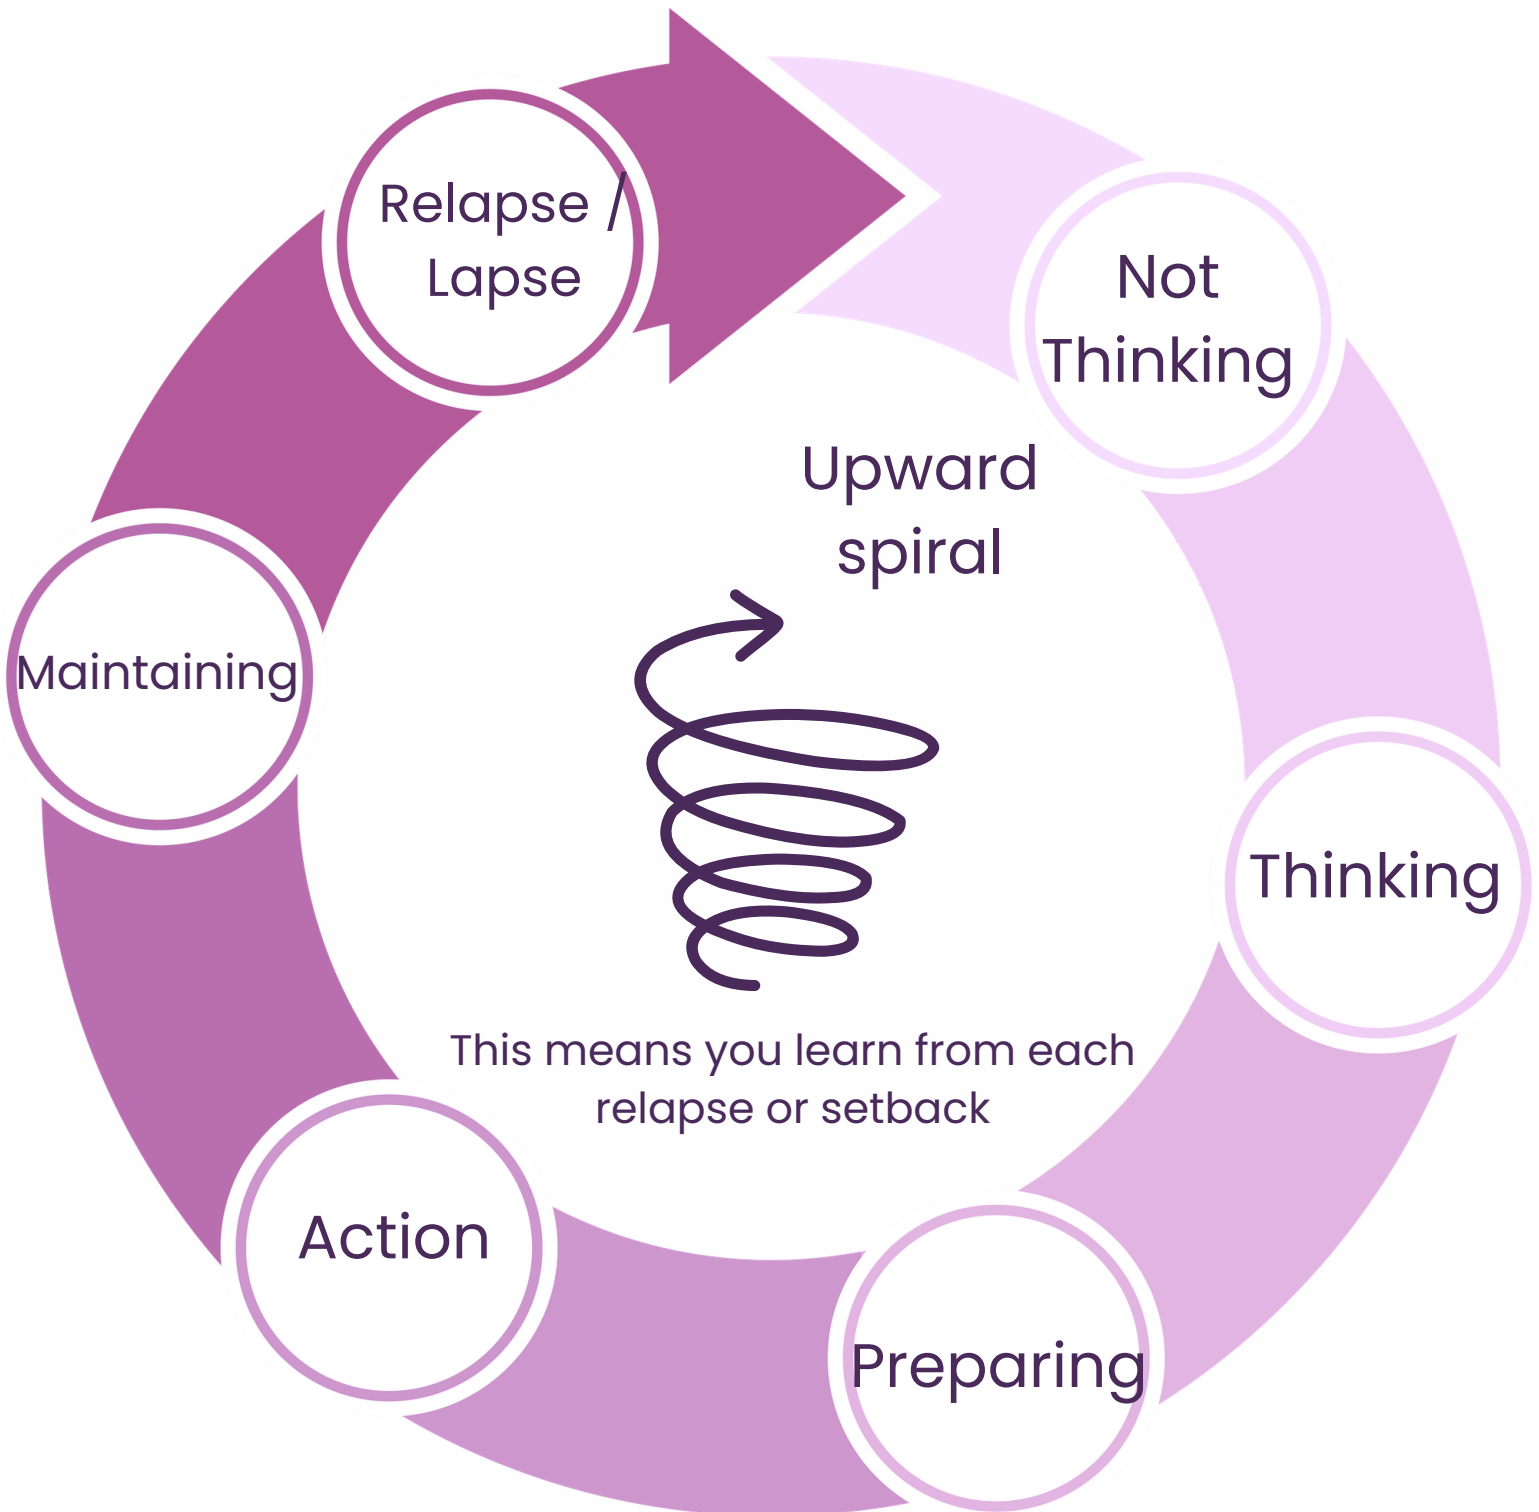 Relapse /
Lapse
Not
Thinking
Upward
spiral
Maintaining
Thinking
This means you learn from each
relapse or setback
Action
Preparing